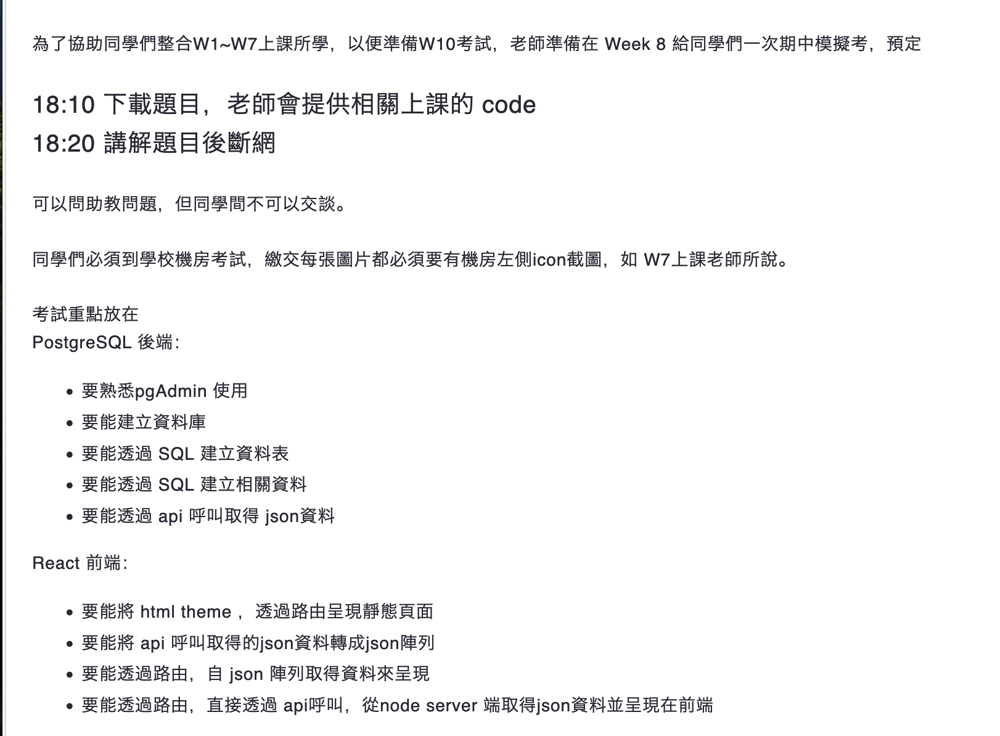 為了協助同學們整合W1~W7上課所學，以便準備W10考試，老師準備在 Week 8 給同學們一次期中模擬考，預定
18:10 下載題目，老師會提供相關上課的 code
18:20 講解題目後斷網
可以問助教問題，但同學間不可以交談。
同學們必須到學校機房考試，繳交每張圖片都必須要有機房左側icon截圖，如 W7上課老師所說。
考試重點放在
PostgreSQL 後端：
• 要熟悉pgAdmin 使用
• 要能建立資料庫
• 要能透過 SQL 建立資料表
• 要能透過 SQL 建立相關資料
• 要能透過 api 呼叫取得 json資料
React 前端：
• 要能將 html theme ，透過路由呈現靜態頁面
• 要能將 api 呼叫取得的json資料轉成json陣列
• 要能透過路由，自 json 陣列取得資料來呈現
• 要能透過路由，直接透過 api呼叫，從node server 端取得json資料並呈現在前端